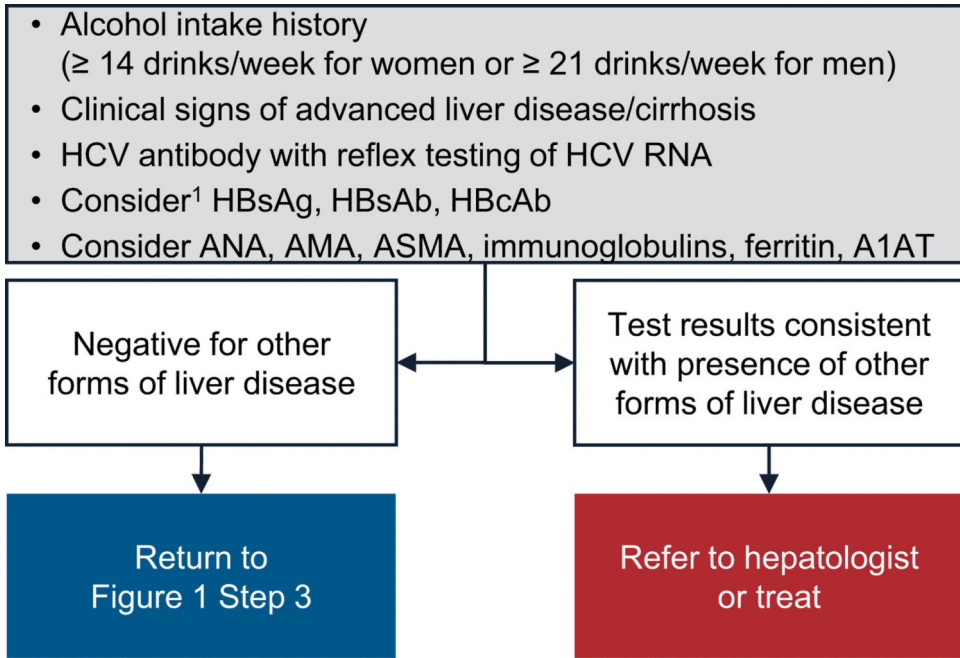 • Alcohol intake history
(≥ 14 drinks/week for women or ≥ 21 drinks/week for men)
• Clinical signs of advanced liver disease/cirrhosis
• HCV antibody with reflex testing of HCV RNA
• Consider¹ HBsAg, HBsAb, HBcAb
• Consider ANA, AMA, ASMA, immunoglobulins, ferritin, A1AT
Negative for other
forms of liver disease
Test results consistent
with presence of other
forms of liver disease
Return to
Figure 1 Step 3
Refer to hepatologist
or treat